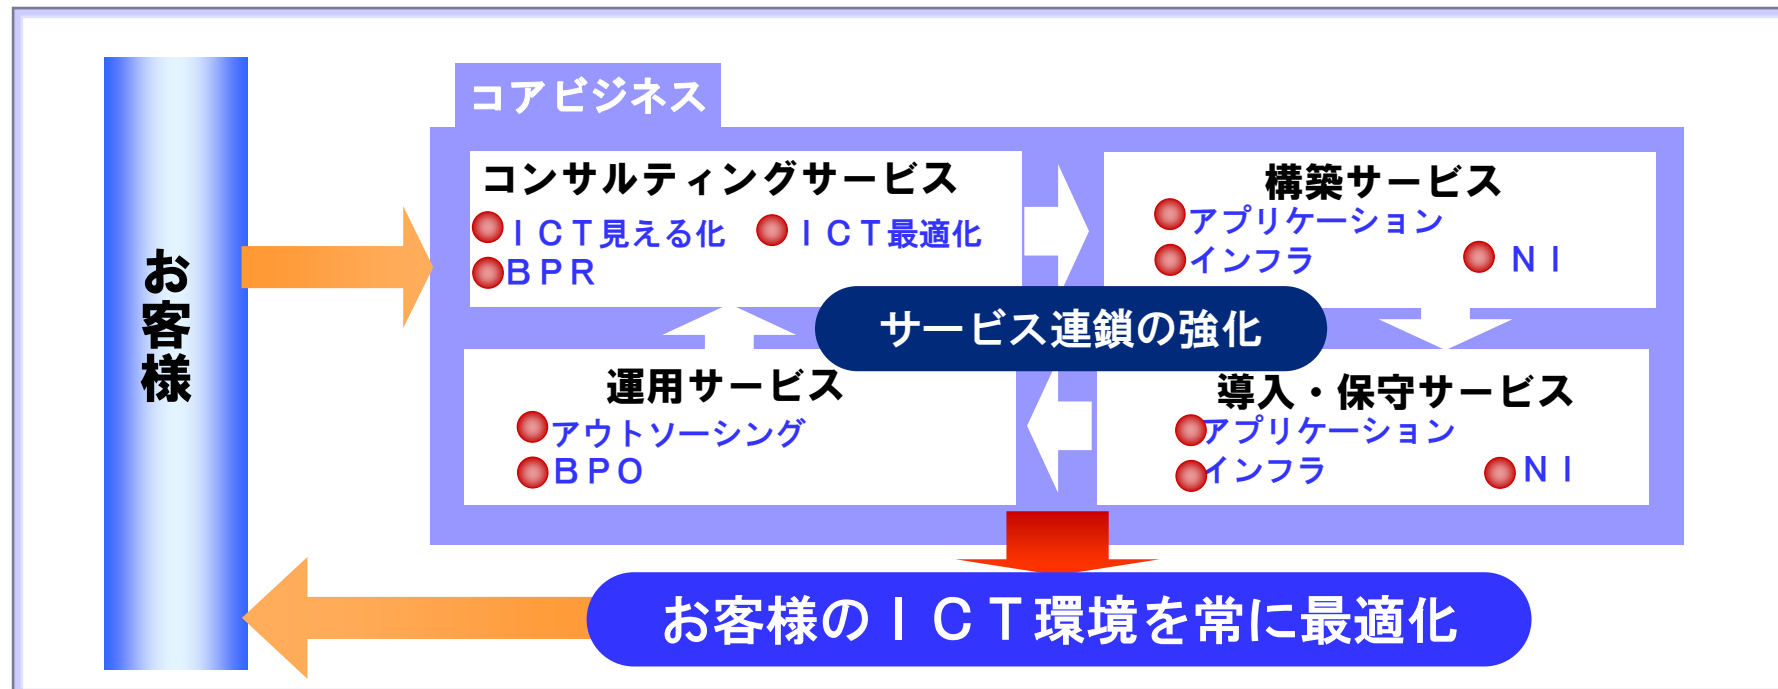 お客様
コアビジネス
コンサルティングサービス
ＩＣＴ見える化 ＩＣＴ最適化
ＢＰＲ
構築サービス
アプリケーション
インフラ ＮＩ
サービス連鎖の強化
運用サービス
アウトソーシング
ＢＰＯ
導入・保守サービス
アプリケーション
インフラ ＮＩ
お客様のＩＣＴ環境を常に最適化